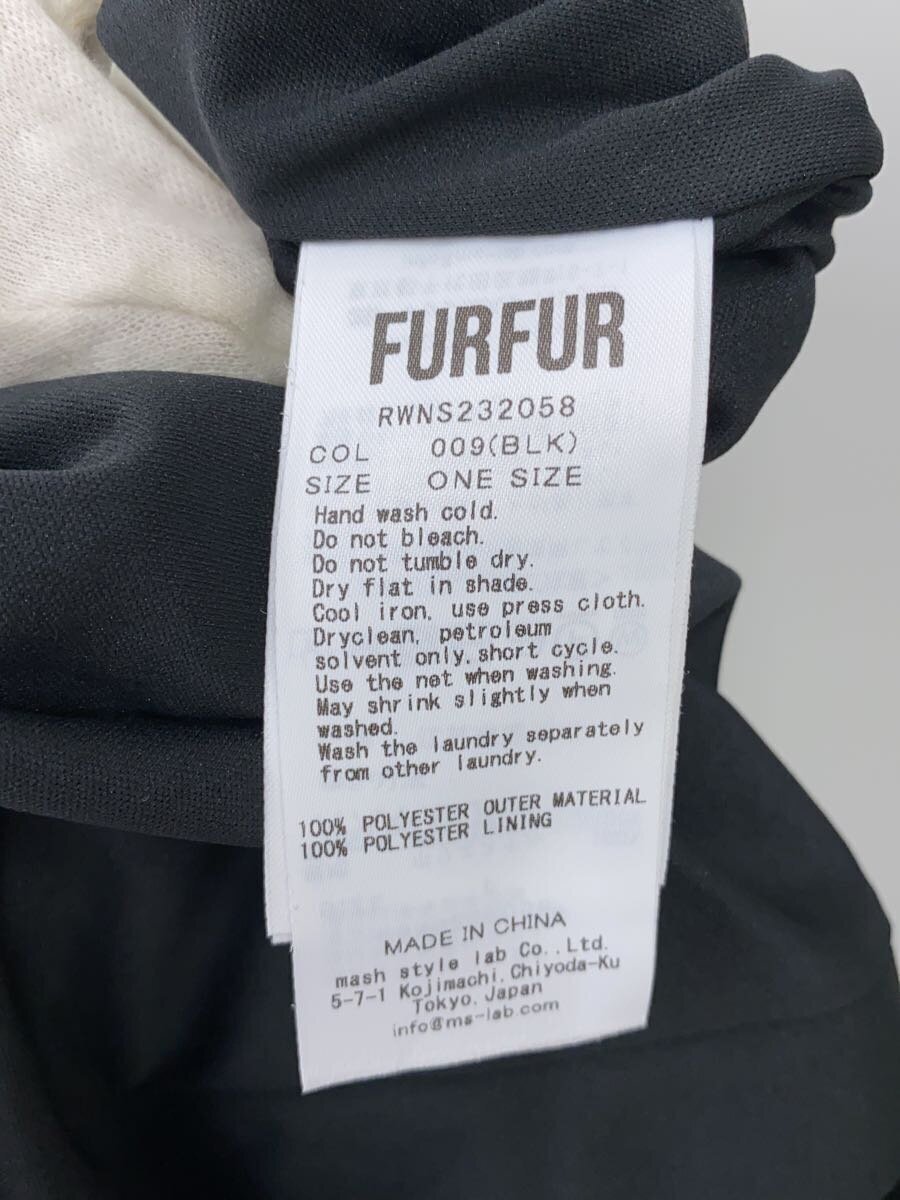 FURFUR
RWNS232058
COL 009(BLK)
SIZE ONE SIZE
Hand wash cold.
Do not bleach.
Do not tumble dry.
Dry flat in shade.
Cool iron, use press cloth.
Dryclean, petroleum
solvent only,short cycle.
Use the net when washing.
May shrink slightly when
washed.
Wash the laundry separately
from other laundry.
100% POLYESTER OUTER MATERIAL
100% POLYESTER LINING
MADE IN CHINA
mash style lab Co.,Ltd.
5-7-1 Kojimachi,Chiyoda-Ku
Tokyo,Japan
info@ms-lab.com